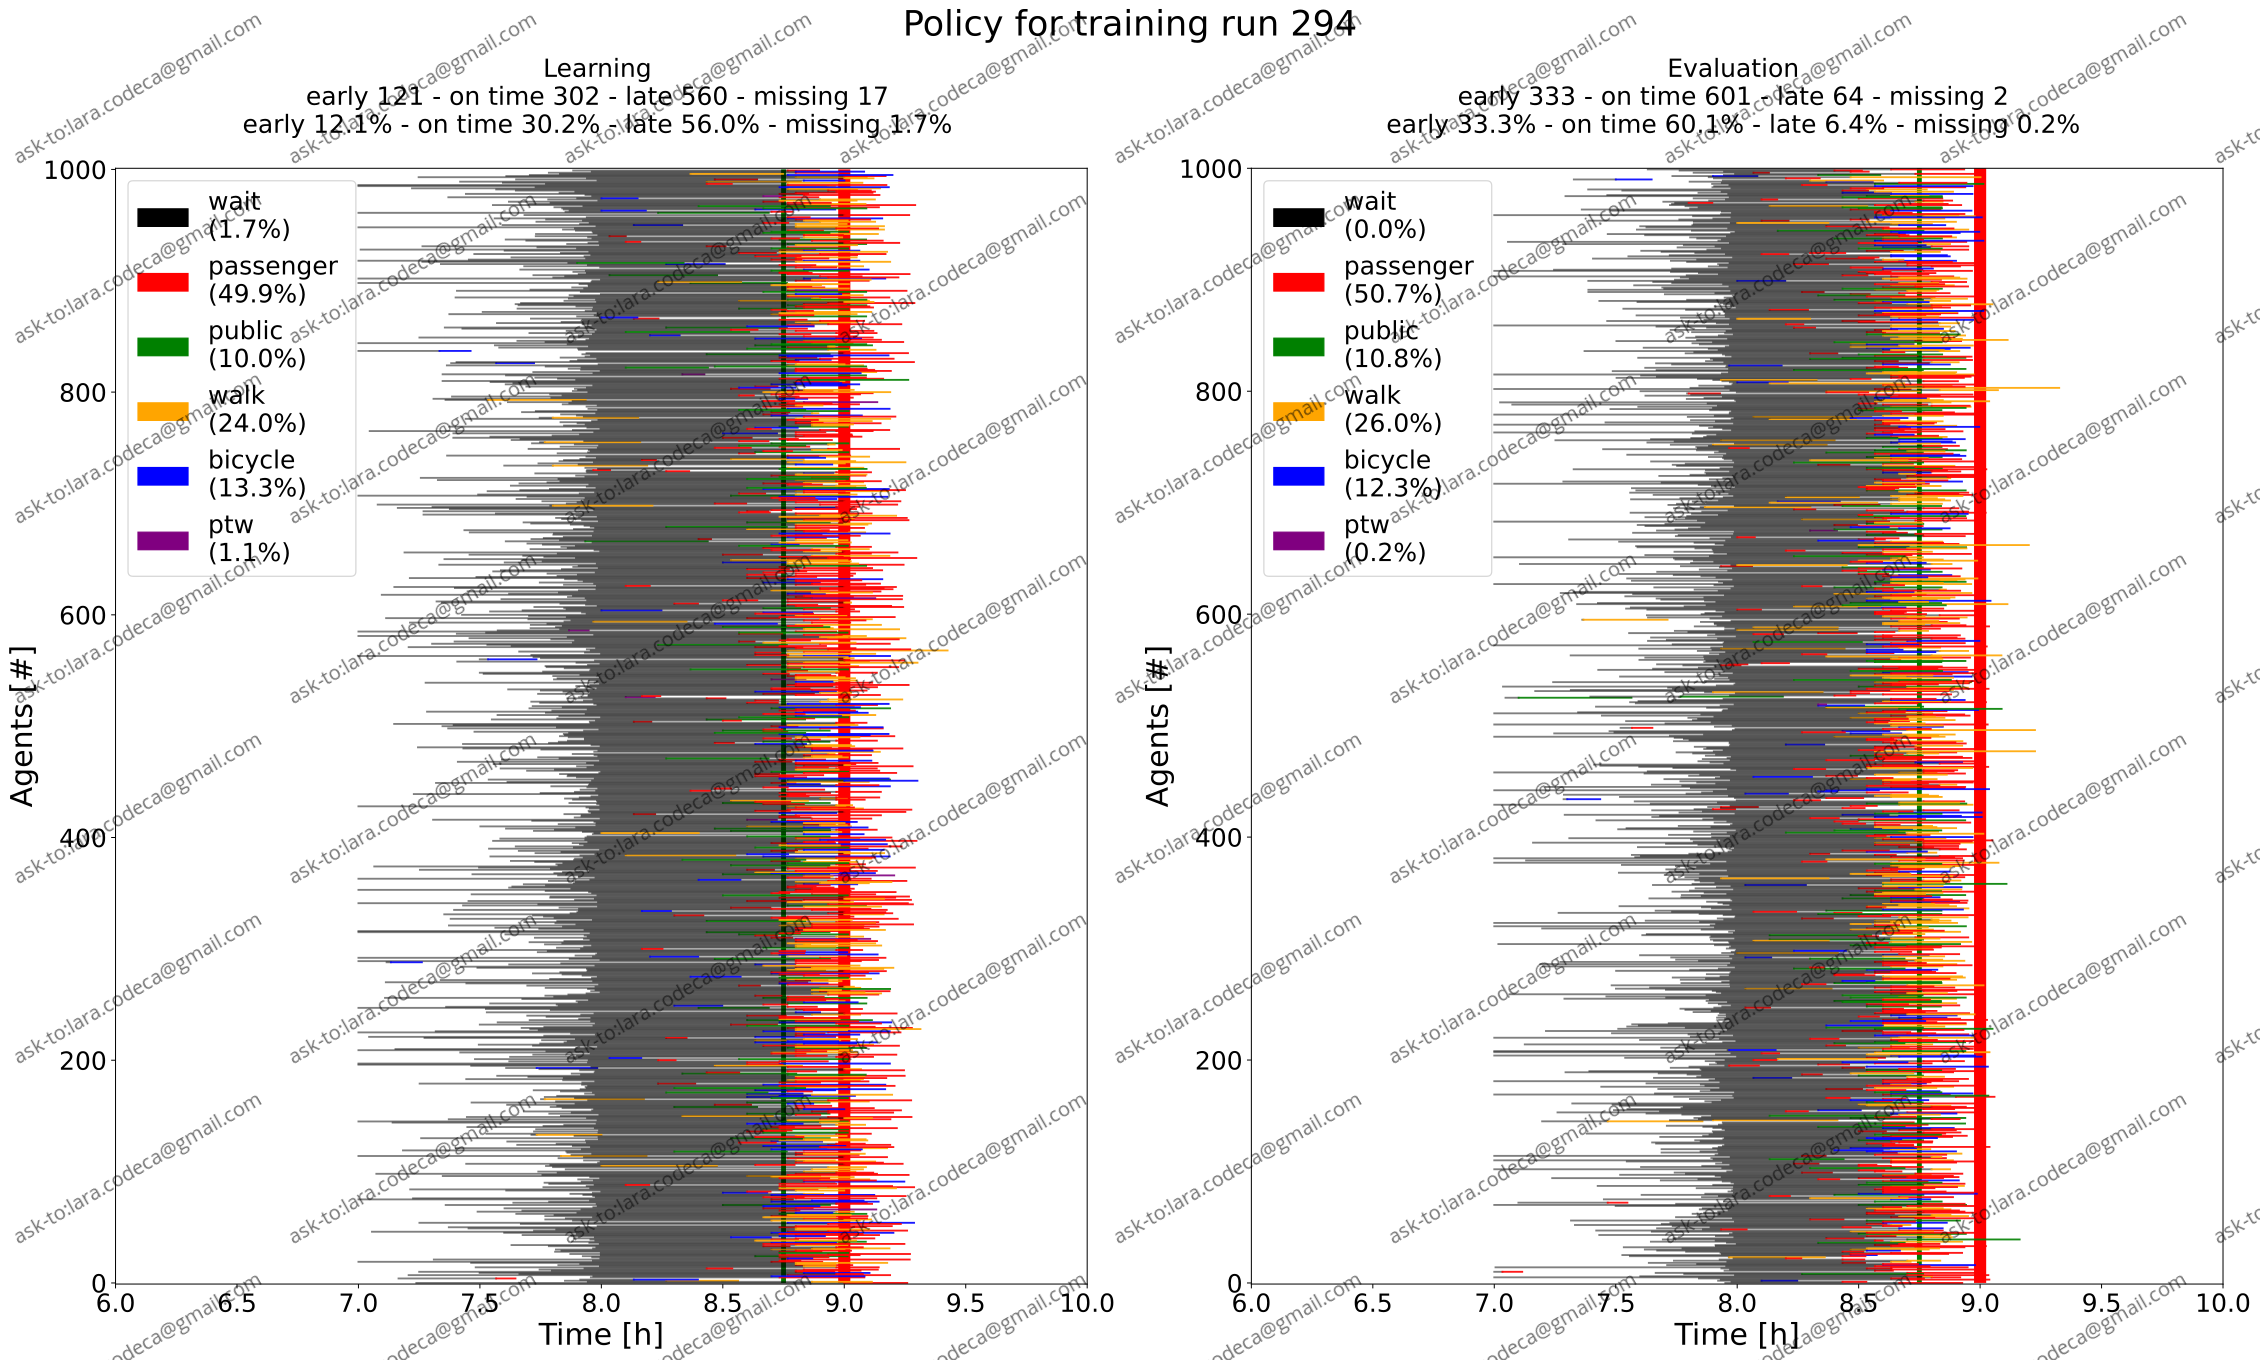 Policy for training run 294
Learning
early 121 - on time 302 - late 560 - missing 17
early 12.1% - on time 30.2% - late 56.0% - missing 1.7%
1000
800
600
400
200
0
Agents [#]
wait
(1.7%)
passenger
(49.9%)
public
(10.0%)
walk
(24.0%)
bicycle
(13.3%)
ptw
(1.1%)
6.0 6.5 7.0 7.5 8.0 8.5 9.0 9.5 10.0
Time [h]
Evaluation
early 333 - on time 601 - late 64 - missing 2
early 33.3% - on time 60.1% - late 6.4% - missing 0.2%
1000
800
600
400
200
0
Agents [#]
wait
(0.0%)
passenger
(50.7%)
public
(10.8%)
walk
(26.0%)
bicycle
(12.3%)
ptw
(0.2%)
6.0 6.5 7.0 7.5 8.0 8.5 9.0 9.5 10.0
Time [h]
ask-to:lara.codeca@gmail.com